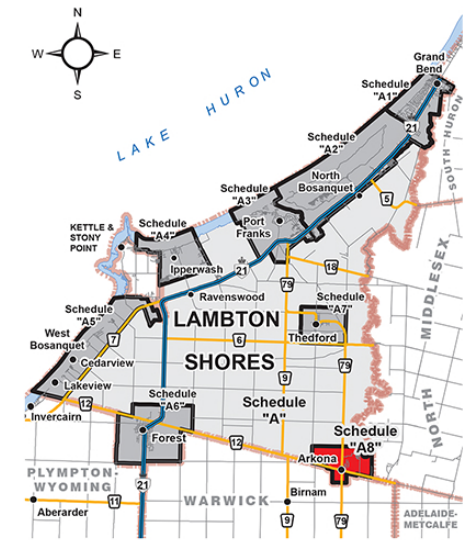 N
W
E
S
LAKE HURON
Grand
Bend
Schedule
"A1"
21
Schedule
"A2"
SOUTH HURON
North
Bosanquet
5
Schedule
"A3"
Port
Franks
Schedule
"A4"
KETTLE &
STONY
POINT
Ipperwash
21
18
79
Ravenswood
Schedule
"A5"
West
Bosanquet
7
Cedarview
Lakeview
LAMBTON
SHORES
6
Schedule
"A7"
Thedford
NORTH MIDDLESEX
79
9
Schedule
"A"
12
Invercairn
Schedule
"A6"
Forest
12
Schedule
"A8"
Arkona
PLYMPTON-
WYOMING
21
WARWICK
Birnam
79
11
Aberarder
9
9
ADELAIDE-
METCALFE